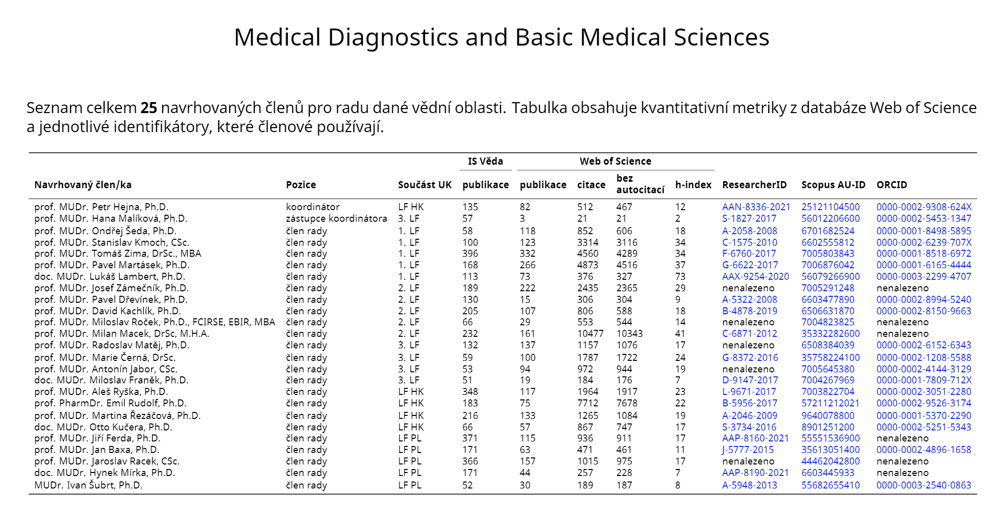 Medical Diagnostics and Basic Medical Sciences
Seznam celkem 25 navrhovaných členů pro radu dané vědní oblasti. Tabulka obsahuje kvantitativní metriky z databáze Web of Science
a jednotlivé identifikátory, které členové používají.
IS Věda Web of Science
Navrhovaný člen/ka Pozice Součást UK publikace publikace citace bez autocitací h-index ResearcherID Scopus AU-ID ORCID
prof. MUDr. Petr Hejna, Ph.D. koordinátor LF HK 135 82 512 467 12 AAN-8336-2021 25121104500 0000-0002-9308-624X
prof. MUDr. Hana Malíková, Ph.D. zástupce koordinátora 3. LF 57 3 21 21 2 S-1827-2017 56012206600 0000-0002-5453-1347
prof. MUDr. Ondřej Šeda, Ph.D. člen rady 1. LF 58 118 852 606 18 A-2058-2008 6701682524 0000-0001-8498-5895
prof. MUDr. Stanislav Kmoch, CSc. člen rady 1. LF 100 123 3314 3116 34 C-1575-2010 6602555812 0000-0002-6239-707X
prof. MUDr. Tomáš Zima, DrSc., MBA člen rady 1. LF 396 332 4560 4289 34 F-6760-2017 7005803843 0000-0001-8518-6972
prof. MUDr. Pavel Martásek, Ph.D. člen rady 1. LF 168 266 4873 4516 37 G-6622-2017 7006876042 0000-0001-6165-4444
doc. MUDr. Lukáš Lambert, Ph.D. člen rady 1. LF 113 73 376 327 73 AAX-9254-2020 56079266900 0000-0003-2299-4707
prof. MUDr. Josef Zámečník, Ph.D. člen rady 2. LF 189 222 2435 2365 29 nenalezeno 7005291248 nenalezeno
prof. MUDr. Pavel Dřevínek, Ph.D. člen rady 2. LF 130 15 306 304 9 A-5322-2008 6603477890 0000-0002-8994-5240
prof. MUDr. David Kachlík, Ph.D. člen rady 2. LF 205 107 806 588 18 B-4878-2019 6506631870 0000-0002-8150-9663
prof. MUDr. Miloslav Roček, Ph.D., FCIRSE, EBIR, MBA člen rady 2. LF 66 29 553 544 14 nenalezeno 7004823825 nenalezeno
prof. MUDr. Milan Macek, DrSc, M.H.A. člen rady 2. LF 232 161 10477 10343 41 C-6871-2012 35332282600 nenalezeno
prof. MUDr. Radoslav Matěj, Ph.D. člen rady 3. LF 132 137 1157 1076 17 nenalezeno 6508384039 0000-0002-6152-6343
prof. MUDr. Marie Černá, DrSc. člen rady 3. LF 59 100 1787 1722 24 G-8372-2016 35758224100 0000-0002-1208-5588
prof. MUDr. Antonín Jabor, CSc. člen rady 3. LF 53 94 972 944 19 nenalezeno 7005645380 0000-0002-4144-3129
doc. MUDr. Miloslav Franěk, Ph.D. člen rady 3. LF 51 19 184 176 7 D-9147-2017 7004267969 0000-0001-7809-712X
prof. MUDr. Aleš Ryška, Ph.D. člen rady LF HK 348 117 1964 1917 23 L-9671-2017 7003822704 0000-0002-3051-2280
prof. PharmDr. Emil Rudolf, Ph.D. člen rady LF HK 183 75 7712 7678 22 B-5956-2017 57211212021 0000-0002-9526-3174
prof. MUDr. Martina Řezáčová, Ph.D. člen rady LF HK 216 133 1265 1084 19 A-2046-2009 9640078800 0000-0001-5370-2290
doc. MUDr. Otto Kučera, Ph.D. člen rady LF HK 66 57 867 747 17 S-3734-2016 8901251200 0000-0002-5251-5343
prof. MUDr. Jiří Ferda, Ph.D. člen rady LF PL 371 115 936 911 17 AAP-8160-2021 55551536900 nenalezeno
prof. MUDr. Jan Baxa, Ph.D. člen rady LF PL 171 63 471 461 11 J-5777-2015 35613051400 0000-0002-4896-1658
prof. MUDr. Jaroslav Racek, CSc. člen rady LF PL 366 157 1015 975 17 nenalezeno 44462042800 nenalezeno
doc. MUDr. Hynek Mírka, Ph.D. člen rady LF PL 171 44 257 228 7 AAP-8190-2021 6603445933 nenalezeno
MUDr. Ivan Šubrt, Ph.D. člen rady LF PL 52 30 189 187 8 A-5948-2013 55682655410 0000-0003-2540-0863